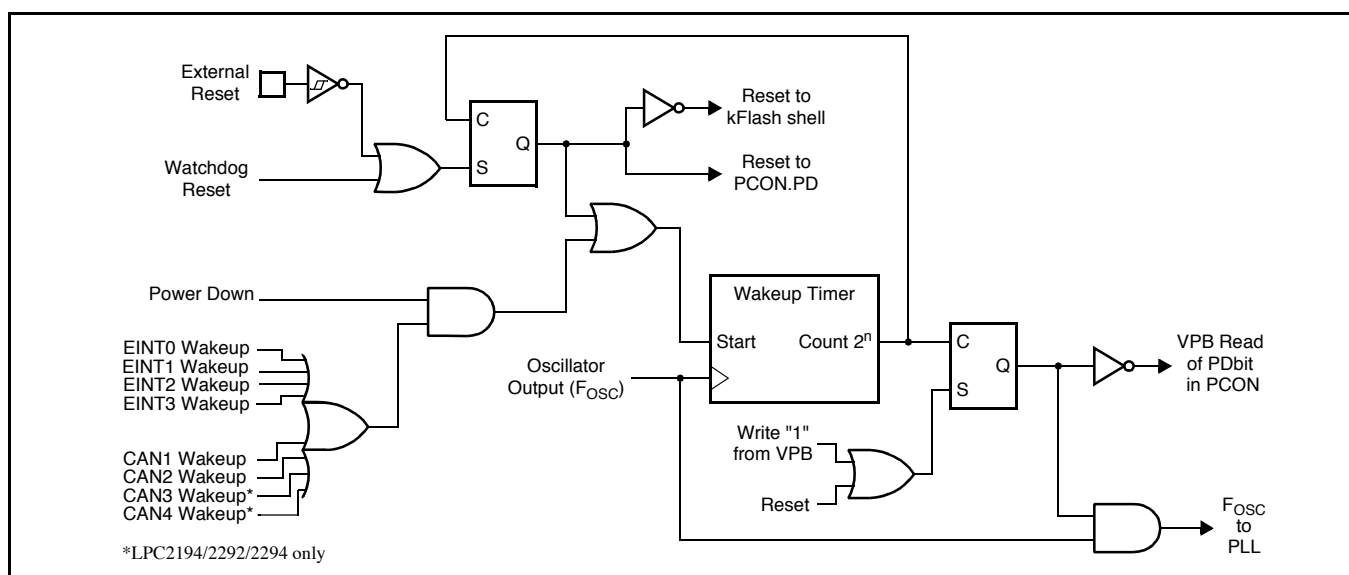 External
Reset
Watchdog
Reset
C
Q
S
Reset to
kFlash shell
Reset to
PCON.PD
Power Down
EINT0 Wakeup
EINT1 Wakeup
EINT2 Wakeup
EINT3 Wakeup
CAN1 Wakeup
CAN2 Wakeup
CAN3 Wakeup*
CAN4 Wakeup*
Oscillator
Output (FOSC)
Wakeup Timer
Start
Count 2ⁿ
Write "1"
from VPB
Reset
C
Q
S
VPB Read
of PDbit
in PCON
FOSC
to
PLL
*LPC2194/2292/2294 only